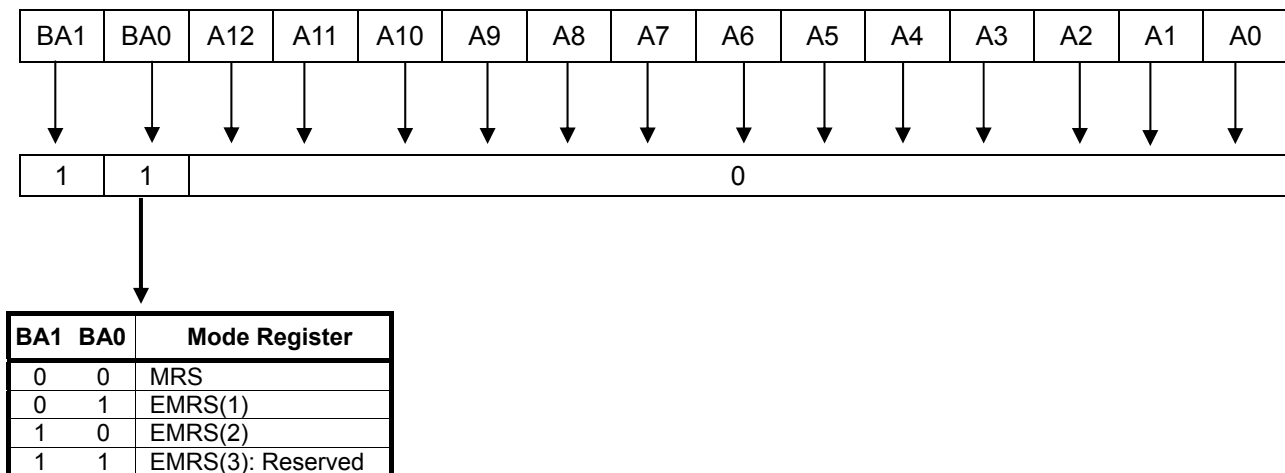 BA1 BA0 A12 A11 A10 A9 A8 A7 A6 A5 A4 A3 A2 A1 A0
1 1 0
BA1 BA0 Mode Register
0 0 MRS
0 1 EMRS(1)
1 0 EMRS(2)
1 1 EMRS(3): Reserved